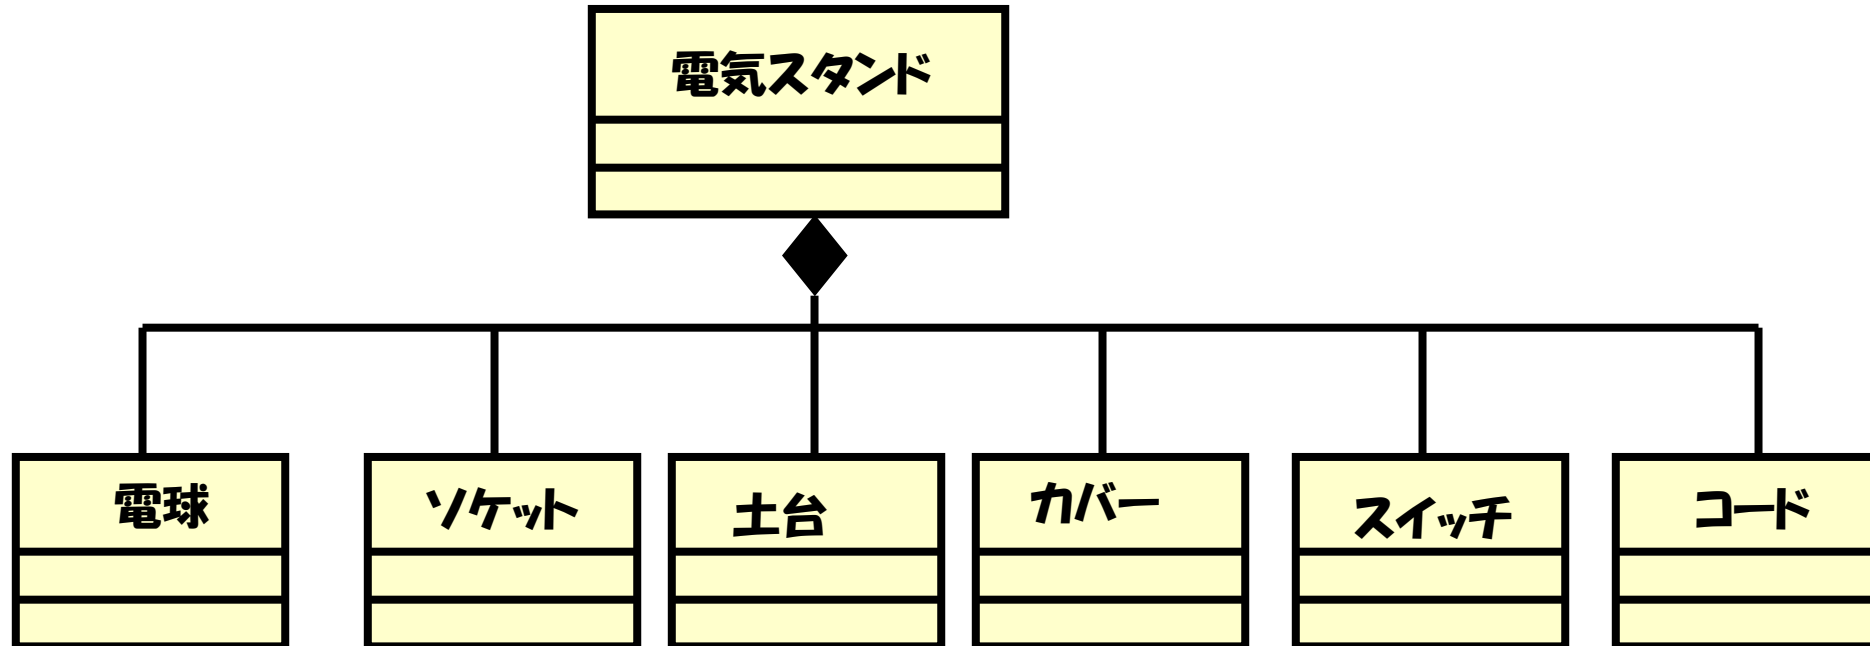 電気スタンド
電球
ソケット
土台
カバー
スイッチ
コード